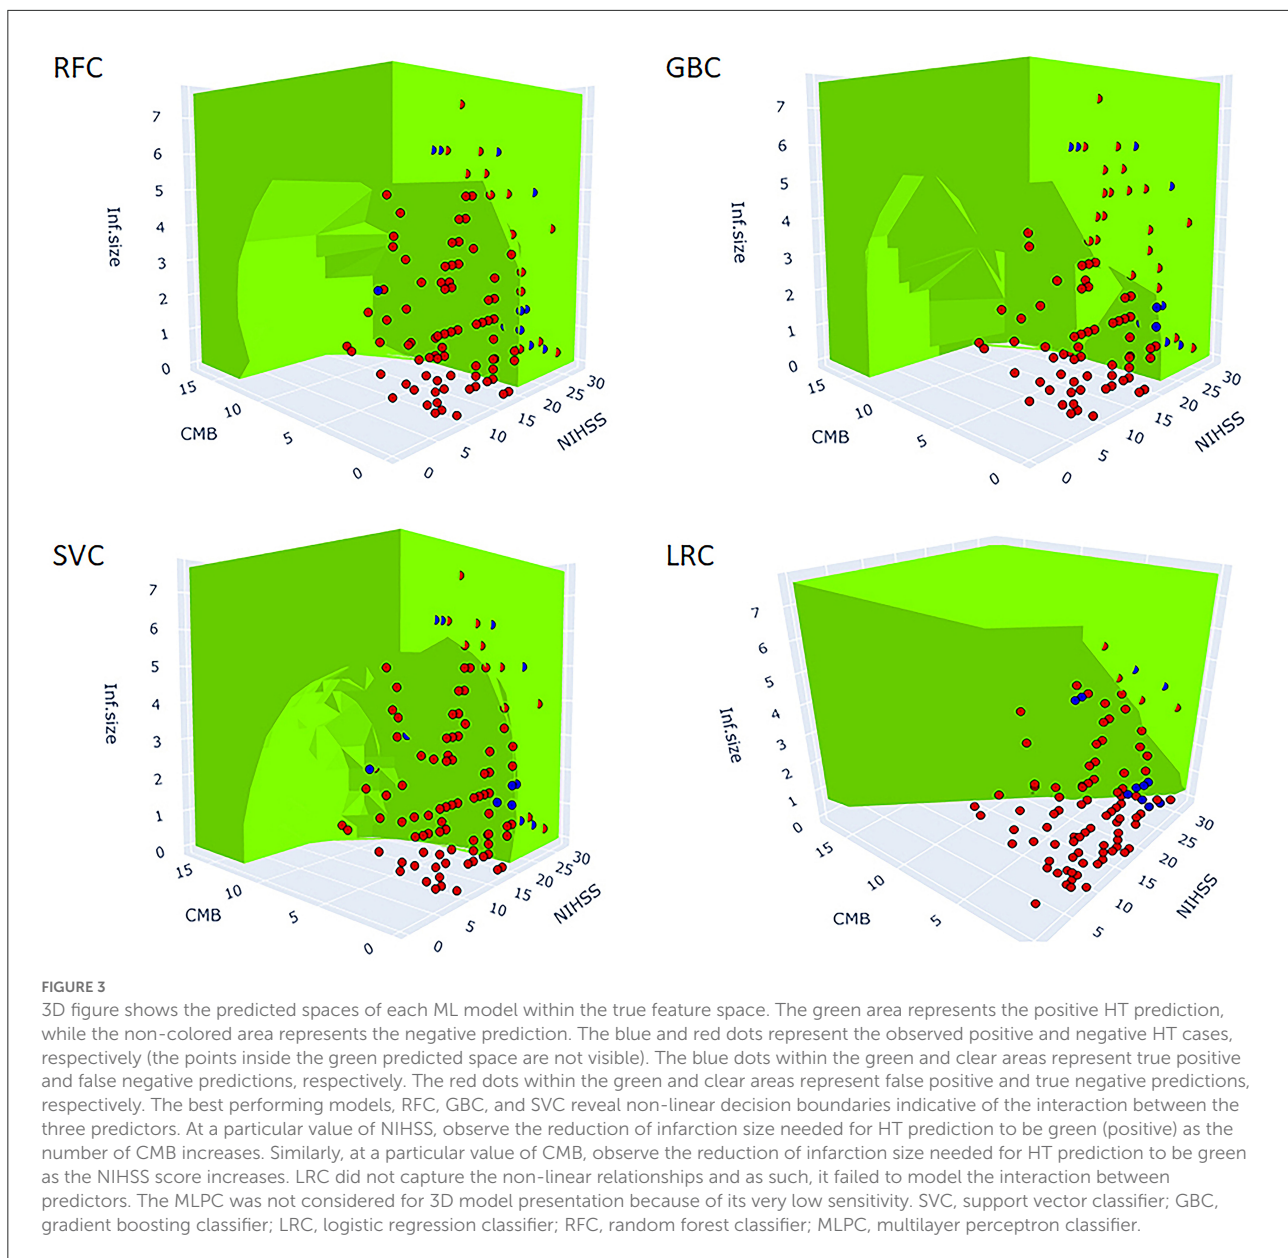 RFC
7
6
5
4
3
2
1
0
Inf.size
15
10
5
0
CMB
0
5
10
15
20
25
30
NIHSS
GBC
7
6
5
4
3
2
1
0
Inf.size
15
10
5
0
CMB
0
5
10
15
20
25
30
NIHSS
SVC
7
6
5
4
3
2
1
0
Inf.size
15
10
5
0
CMB
0
5
10
15
20
25
30
NIHSS
LRC
7
6
5
4
3
2
1
0
Inf.size
15
10
5
CMB
5
10
15
20
25
30
NIHSS
FIGURE 3
3D figure shows the predicted spaces of each ML model within the true feature space. The green area represents the positive HT prediction,
while the non-colored area represents the negative prediction. The blue and red dots represent the observed positive and negative HT cases,
respectively (the points inside the green predicted space are not visible). The blue dots within the green and clear areas represent true positive
and false negative predictions, respectively. The red dots within the green and clear areas represent false positive and true negative predictions,
respectively. The best performing models, RFC, GBC, and SVC reveal non-linear decision boundaries indicative of the interaction between the
three predictors. At a particular value of NIHSS, observe the reduction of infarction size needed for HT prediction to be green (positive) as the
number of CMB increases. Similarly, at a particular value of CMB, observe the reduction of infarction size needed for HT prediction to be green
as the NIHSS score increases. LRC did not capture the non-linear relationships and as such, it failed to model the interaction between
predictors. The MLPC was not considered for 3D model presentation because of its very low sensitivity. SVC, support vector classifier; GBC,
gradient boosting classifier; LRC, logistic regression classifier; RFC, random forest classifier; MLPC, multilayer perceptron classifier.